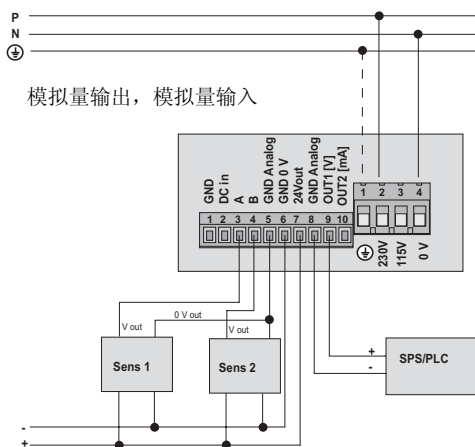 P
N
模拟量输出，模拟量输入
GND
DC in
A
B
GND Analog
GND 0 V
24Vout
GND Analog
OUT1 [V]
OUT2 [mA]
1 2 3 4 5 6 7 8 9 10
1 2 3 4
230V
115V
0 V
V out
0 V out
V out
Sens 1
Sens 2
+
-
SPS/PLC
-
+